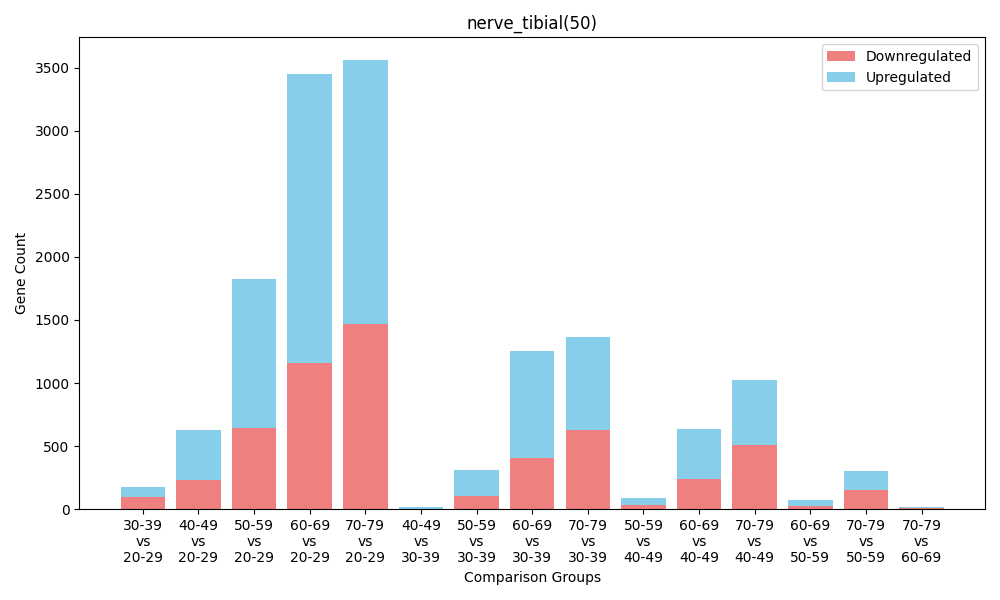 nerve_tibial(50)
Downregulated
Upregulated
Gene Count
3500
3000
2500
2000
1500
1000
500
0
30-39 vs 20-29
40-49 vs 20-29
50-59 vs 20-29
60-69 vs 20-29
70-79 vs 20-29
40-49 vs 30-39
50-59 vs 30-39
60-69 vs 30-39
70-79 vs 30-39
50-59 vs 40-49
60-69 vs 40-49
70-79 vs 40-49
60-69 vs 50-59
70-79 vs 50-59
70-79 vs 60-69
Comparison Groups